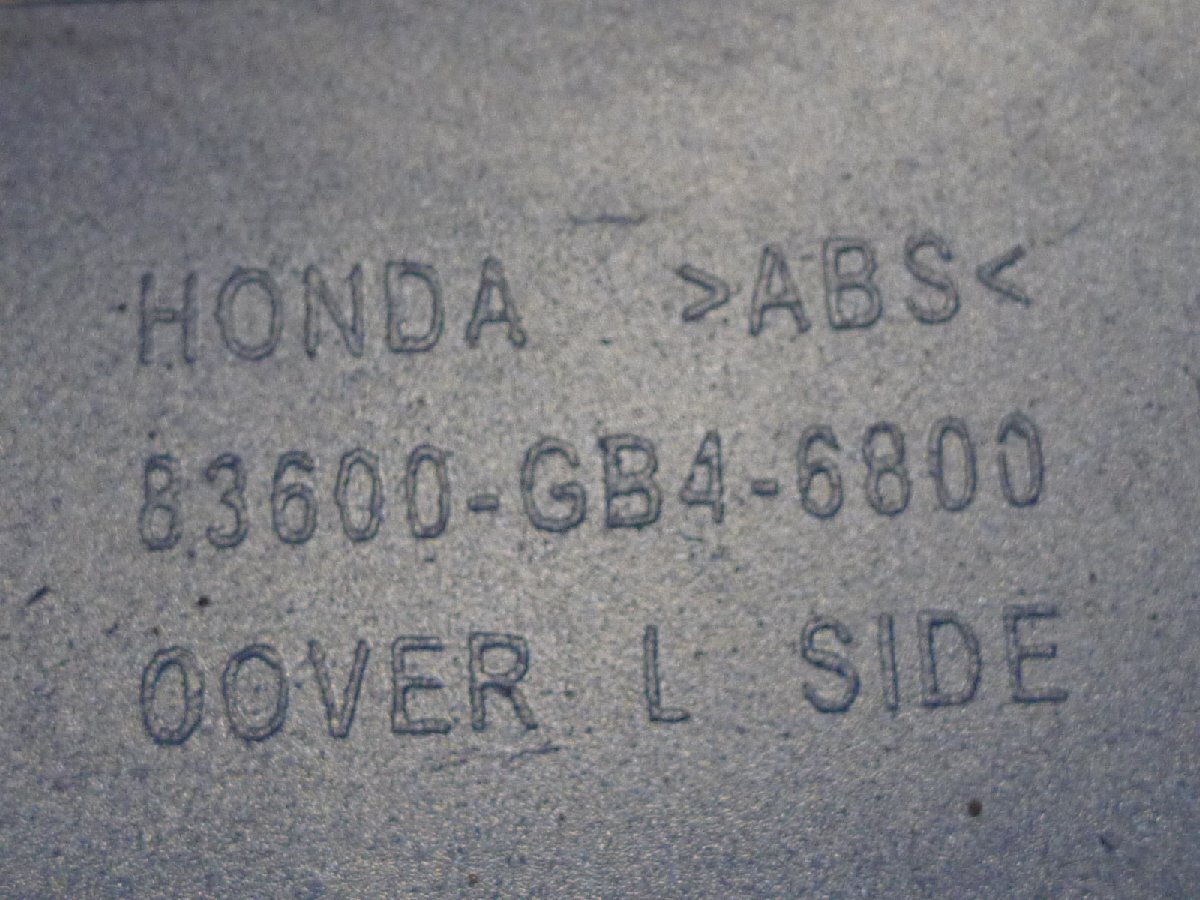 HONDA >ABS<
83600-GB4-6800
OOVER L SIDE